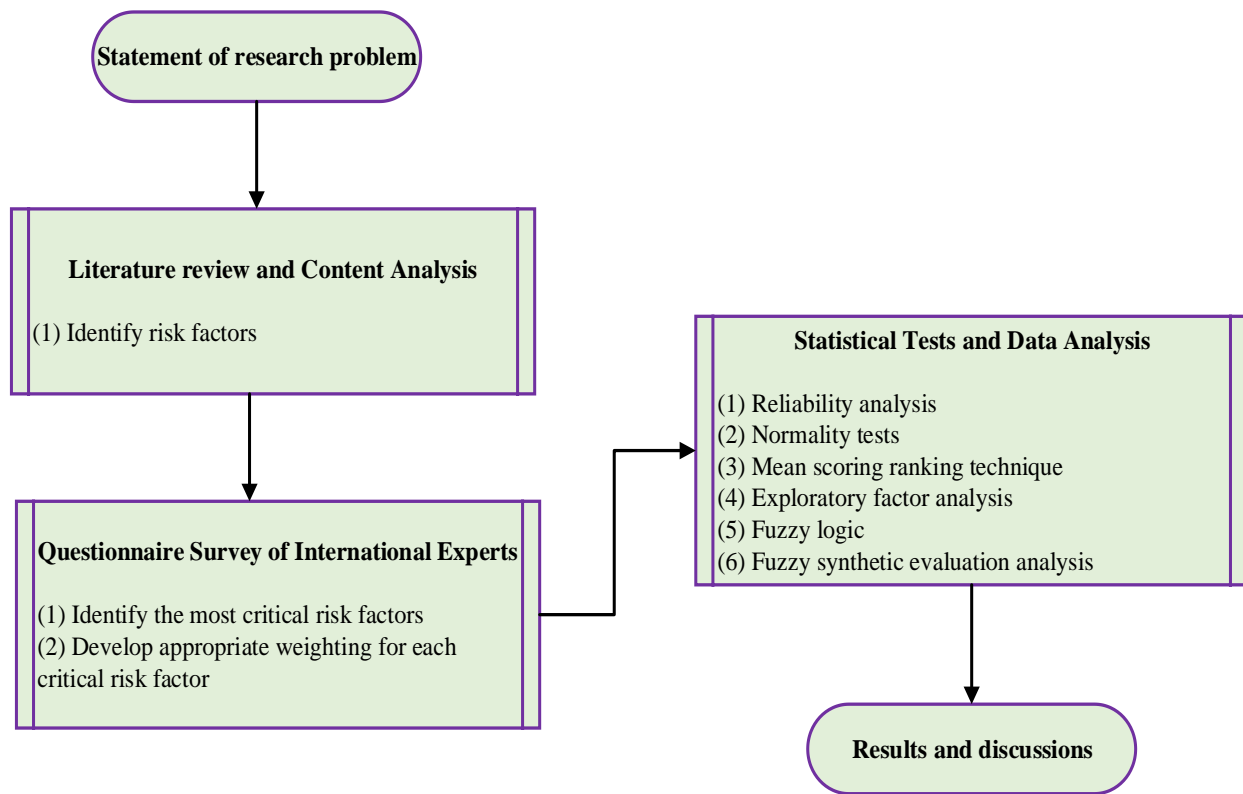 Statement of research problem
Literature review and Content Analysis
(1) Identify risk factors
Questionnaire Survey of International Experts
(1) Identify the most critical risk factors
(2) Develop appropriate weighting for each
critical risk factor
Statistical Tests and Data Analysis
(1) Reliability analysis
(2) Normality tests
(3) Mean scoring ranking technique
(4) Exploratory factor analysis
(5) Fuzzy logic
(6) Fuzzy synthetic evaluation analysis
Results and discussions